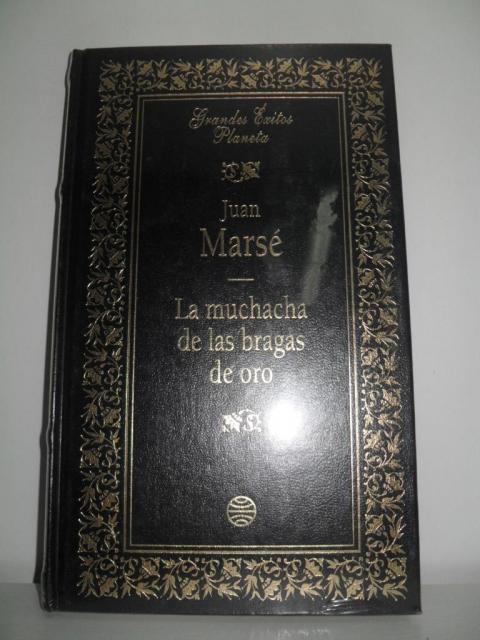 Grandes Éxitos
Planeta
Juan
Marsé
La muchacha
de las bragas
de oro